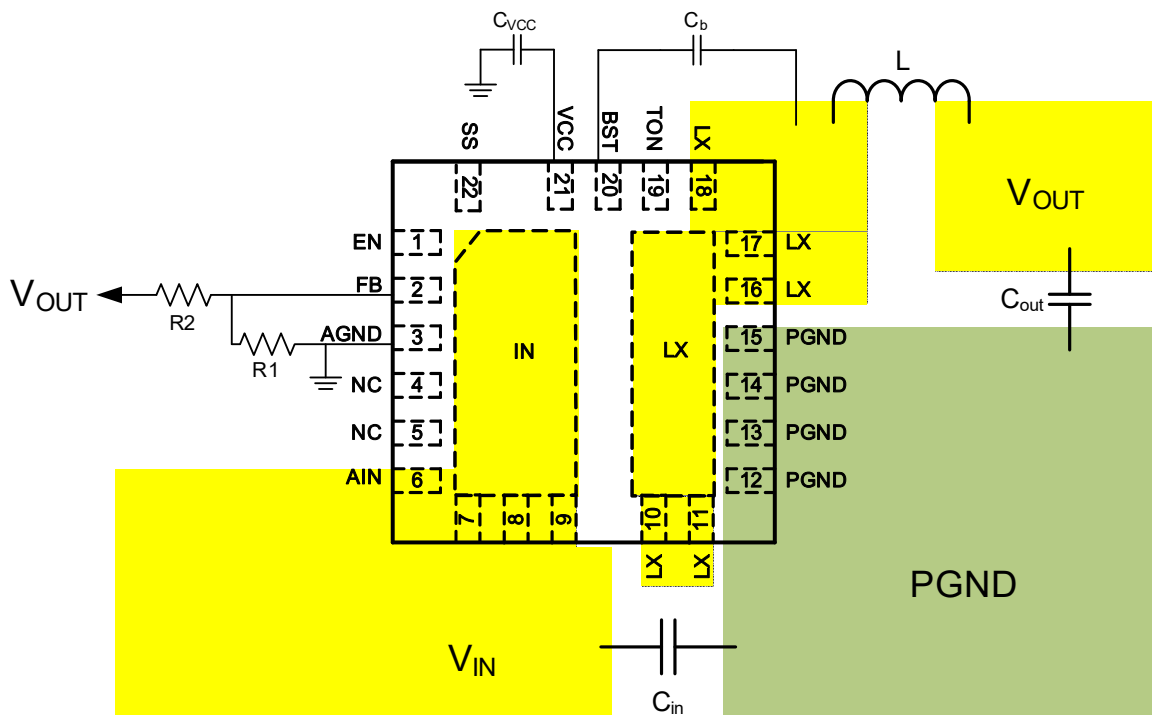 CVCC
Cb
L
SS
VCC
BST
TON
LX
22
21
20
19
18
VOUT
EN
1
17
LX
FB
2
16
LX
VOUT
R2
Cout
AGND
3
IN
LX
15
PGND
R1
NC
4
14
PGND
NC
5
13
PGND
AIN
6
12
PGND
7
8
9
10
11
LX
LX
PGND
VIN
Cin